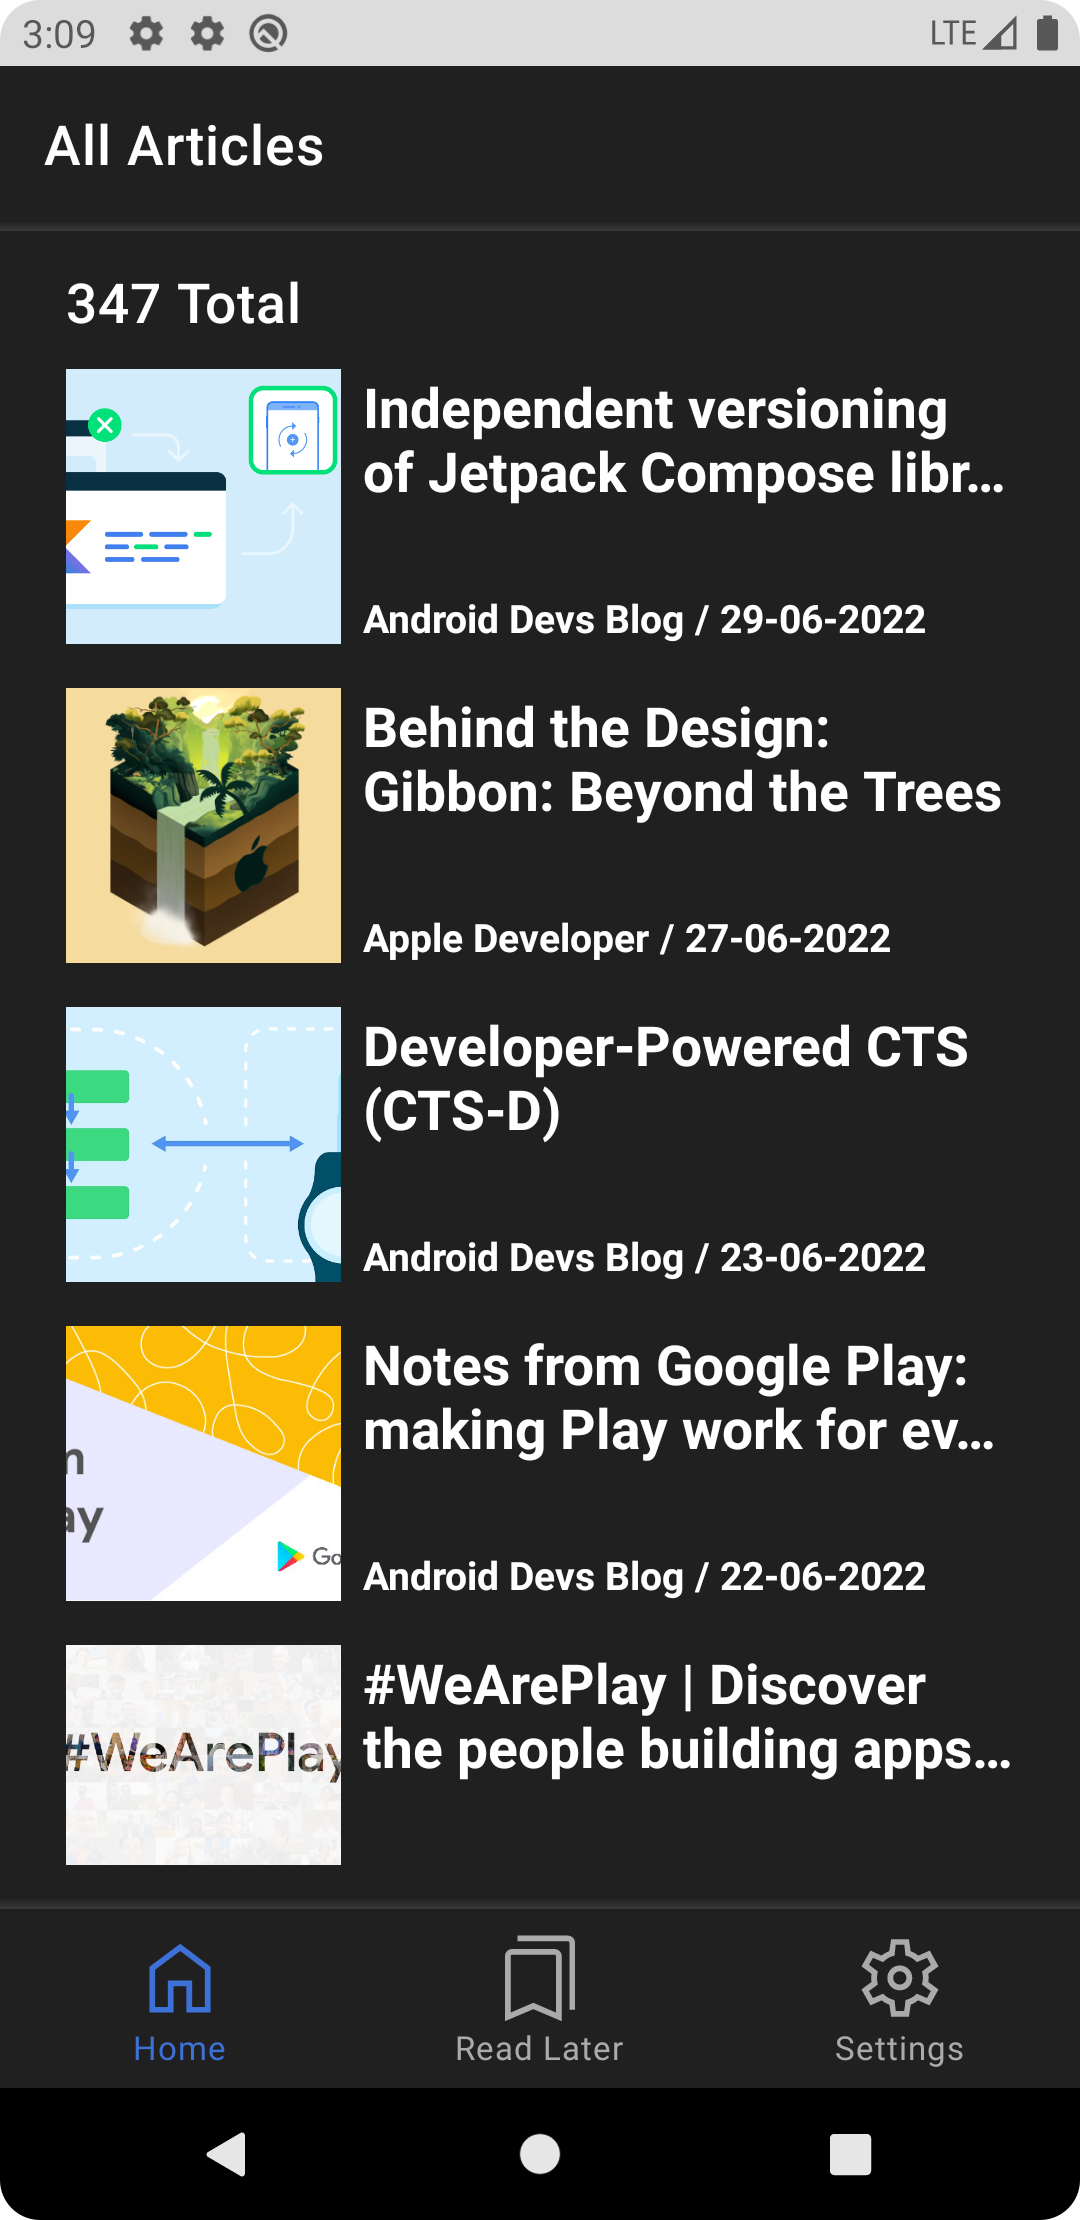 3:09
LTE
All Articles
347 Total
Independent versioning
of Jetpack Compose libr…
Android Devs Blog / 29-06-2022
Behind the Design:
Gibbon: Beyond the Trees
Apple Developer / 27-06-2022
Developer-Powered CTS
(CTS-D)
Android Devs Blog / 23-06-2022
Notes from Google Play:
making Play work for ev…
n
ay
Go
Android Devs Blog / 22-06-2022
#WeArePlay | Discover
the people building apps…
#WeArePlay
Home
Read Later
Settings